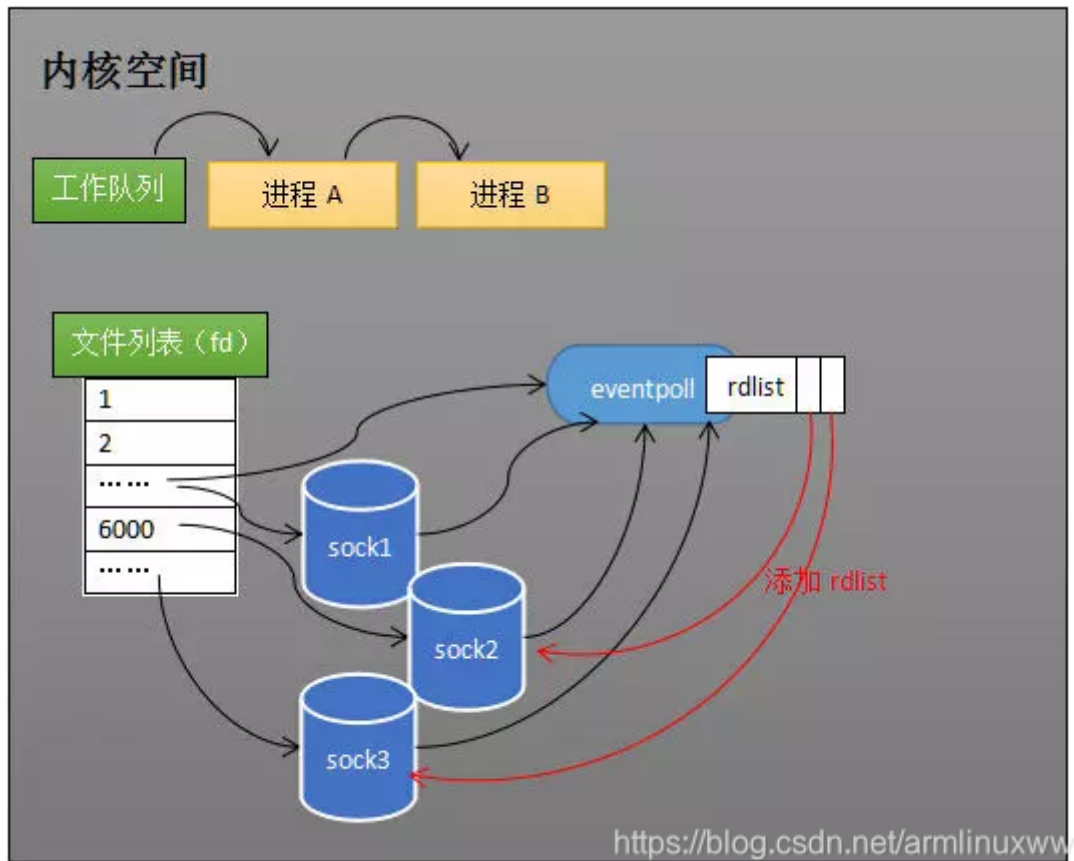 内核空间
工作队列
进程 A
进程 B
文件列表（fd）
1
2
……
6000
……
eventpoll
rdlist
sock1
sock2
sock3
添加 rdlist
https://blog.csdn.net/armlinuxww